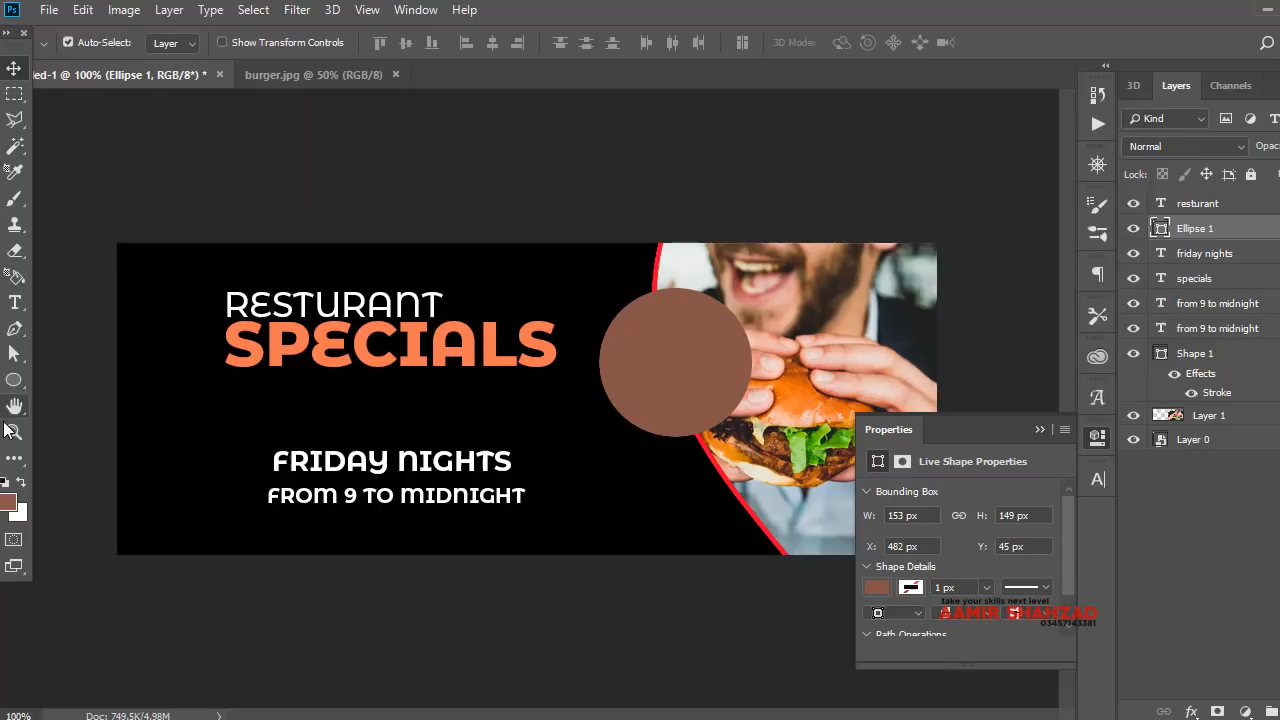 Ps File Edit Image Layer Type Select Filter 3D View Window Help
Auto-Select: Layer Show Transform Controls 3D Mode:
led-1 @ 100% (Ellipse 1, RGB/8*) * × burger.jpg @ 50% (RGB/8) ×
3D Layers Channels
Kind
Normal Opac
Lock:
resturant
Ellipse 1
friday nights
specials
from 9 to midnight
from 9 to midnight
Shape 1
Effects
Stroke
Layer 1
Layer 0
RESTURANT
SPECIALS
FRIDAY NIGHTS
FROM 9 TO MIDNIGHT
Properties
Live Shape Properties
Bounding Box
W: 153 px H: 149 px
X: 482 px Y: 45 px
Shape Details
1 px
take your skills next level
AAMIR SHAHZAD
03457143381
Path Operations
100% Doc: 749.5K/4.98M